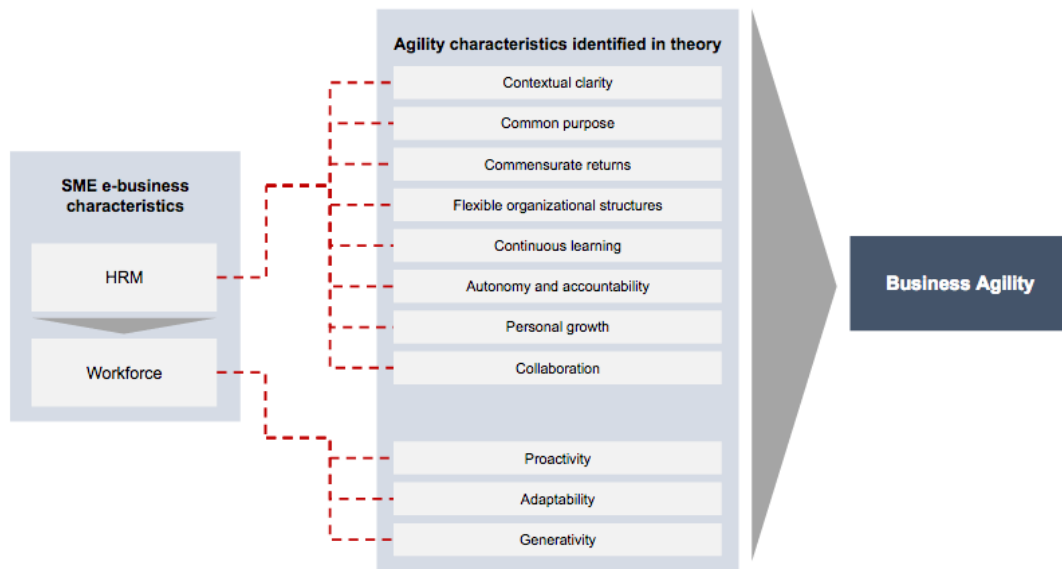 SME e-business
characteristics
HRM
Workforce
Agility characteristics identified in theory
Contextual clarity
Common purpose
Commensurate returns
Flexible organizational structures
Continuous learning
Autonomy and accountability
Personal growth
Collaboration
Proactivity
Adaptability
Generativity
Business Agility